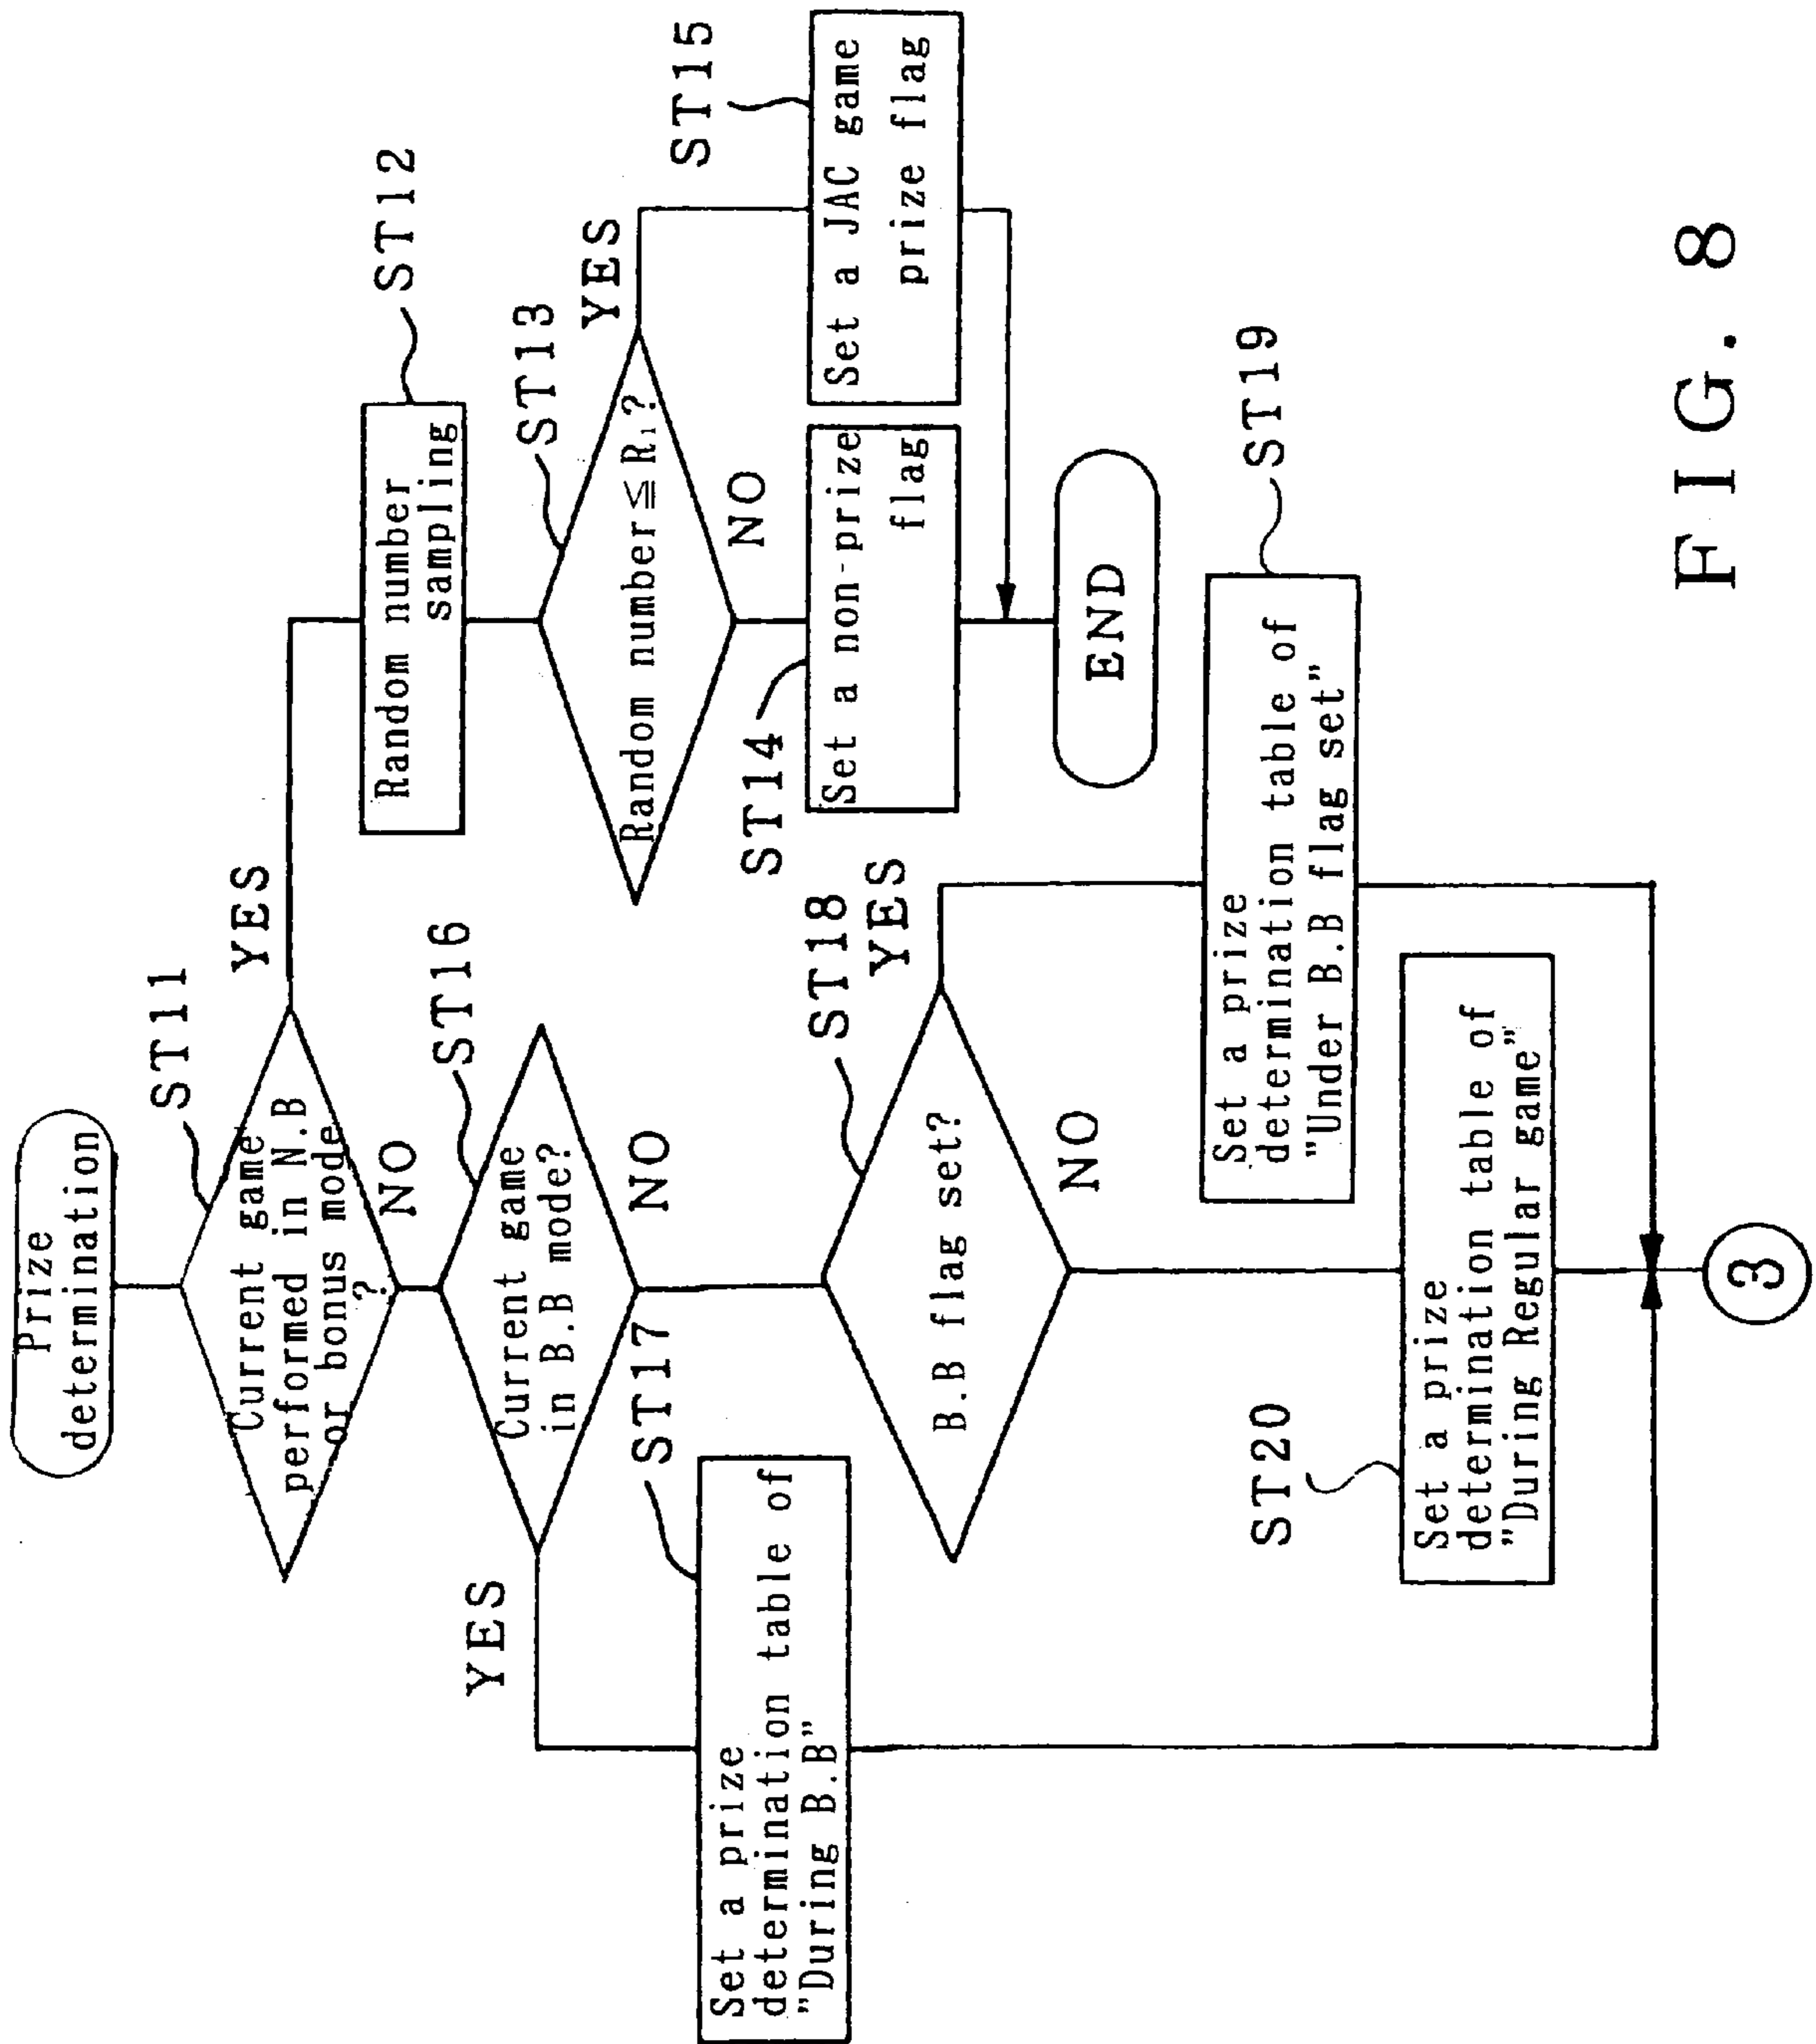 Prize
determination
ST11
Current game
performed in N.B
or bonus mode
?
YES
NO
ST12
Random number
sampling
ST13
Random number≦R₁?
YES
NO
ST14
Set a non-prize
flag
ST15
Set a JAC game
prize flag
END
ST16
Current game
in B.B mode?
YES
NO
ST17
Set a prize
determination table of
"During B.B"
ST18
B.B flag set?
YES
NO
ST19
Set a prize
determination table of
"Under B.B flag set"
ST20
Set a prize
determination table of
"During Regular game"
3
FIG. 8